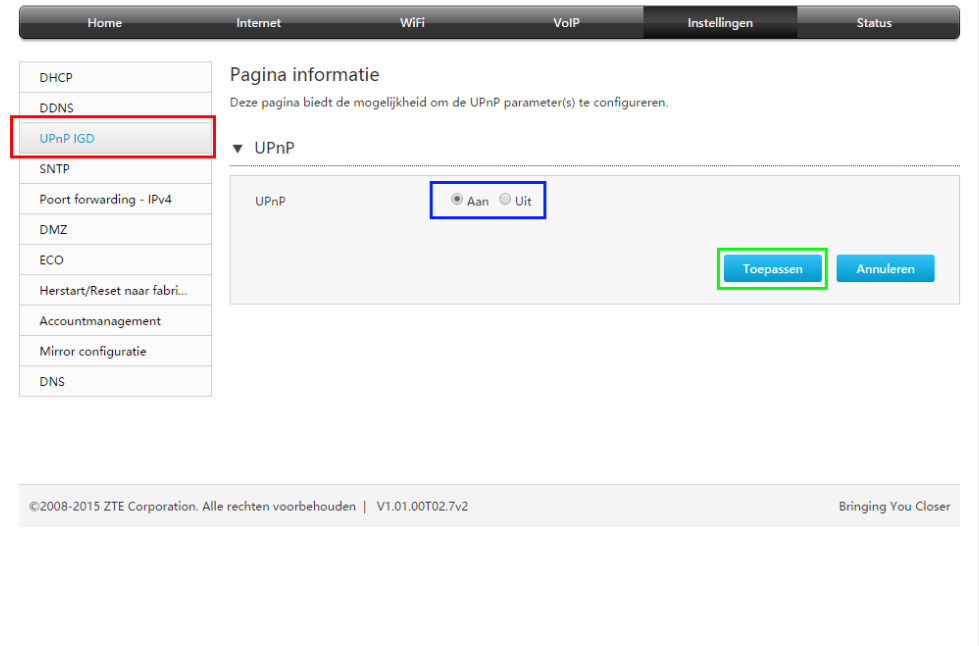 Home Internet WiFi VoIP Instellingen Status
DHCP
DDNS
UPnP IGD
SNTP
Poort forwarding - IPv4
DMZ
ECO
Herstart/Reset naar fabri...
Accountmanagement
Mirror configuratie
DNS
Pagina informatie
Deze pagina biedt de mogelijkheid om de UPnP parameter(s) te configureren.
▼ UPnP
UPnP Aan Uit
Toepassen Annuleren
©2008-2015 ZTE Corporation. Alle rechten voorbehouden | V1.01.00T02.7v2 Bringing You Closer